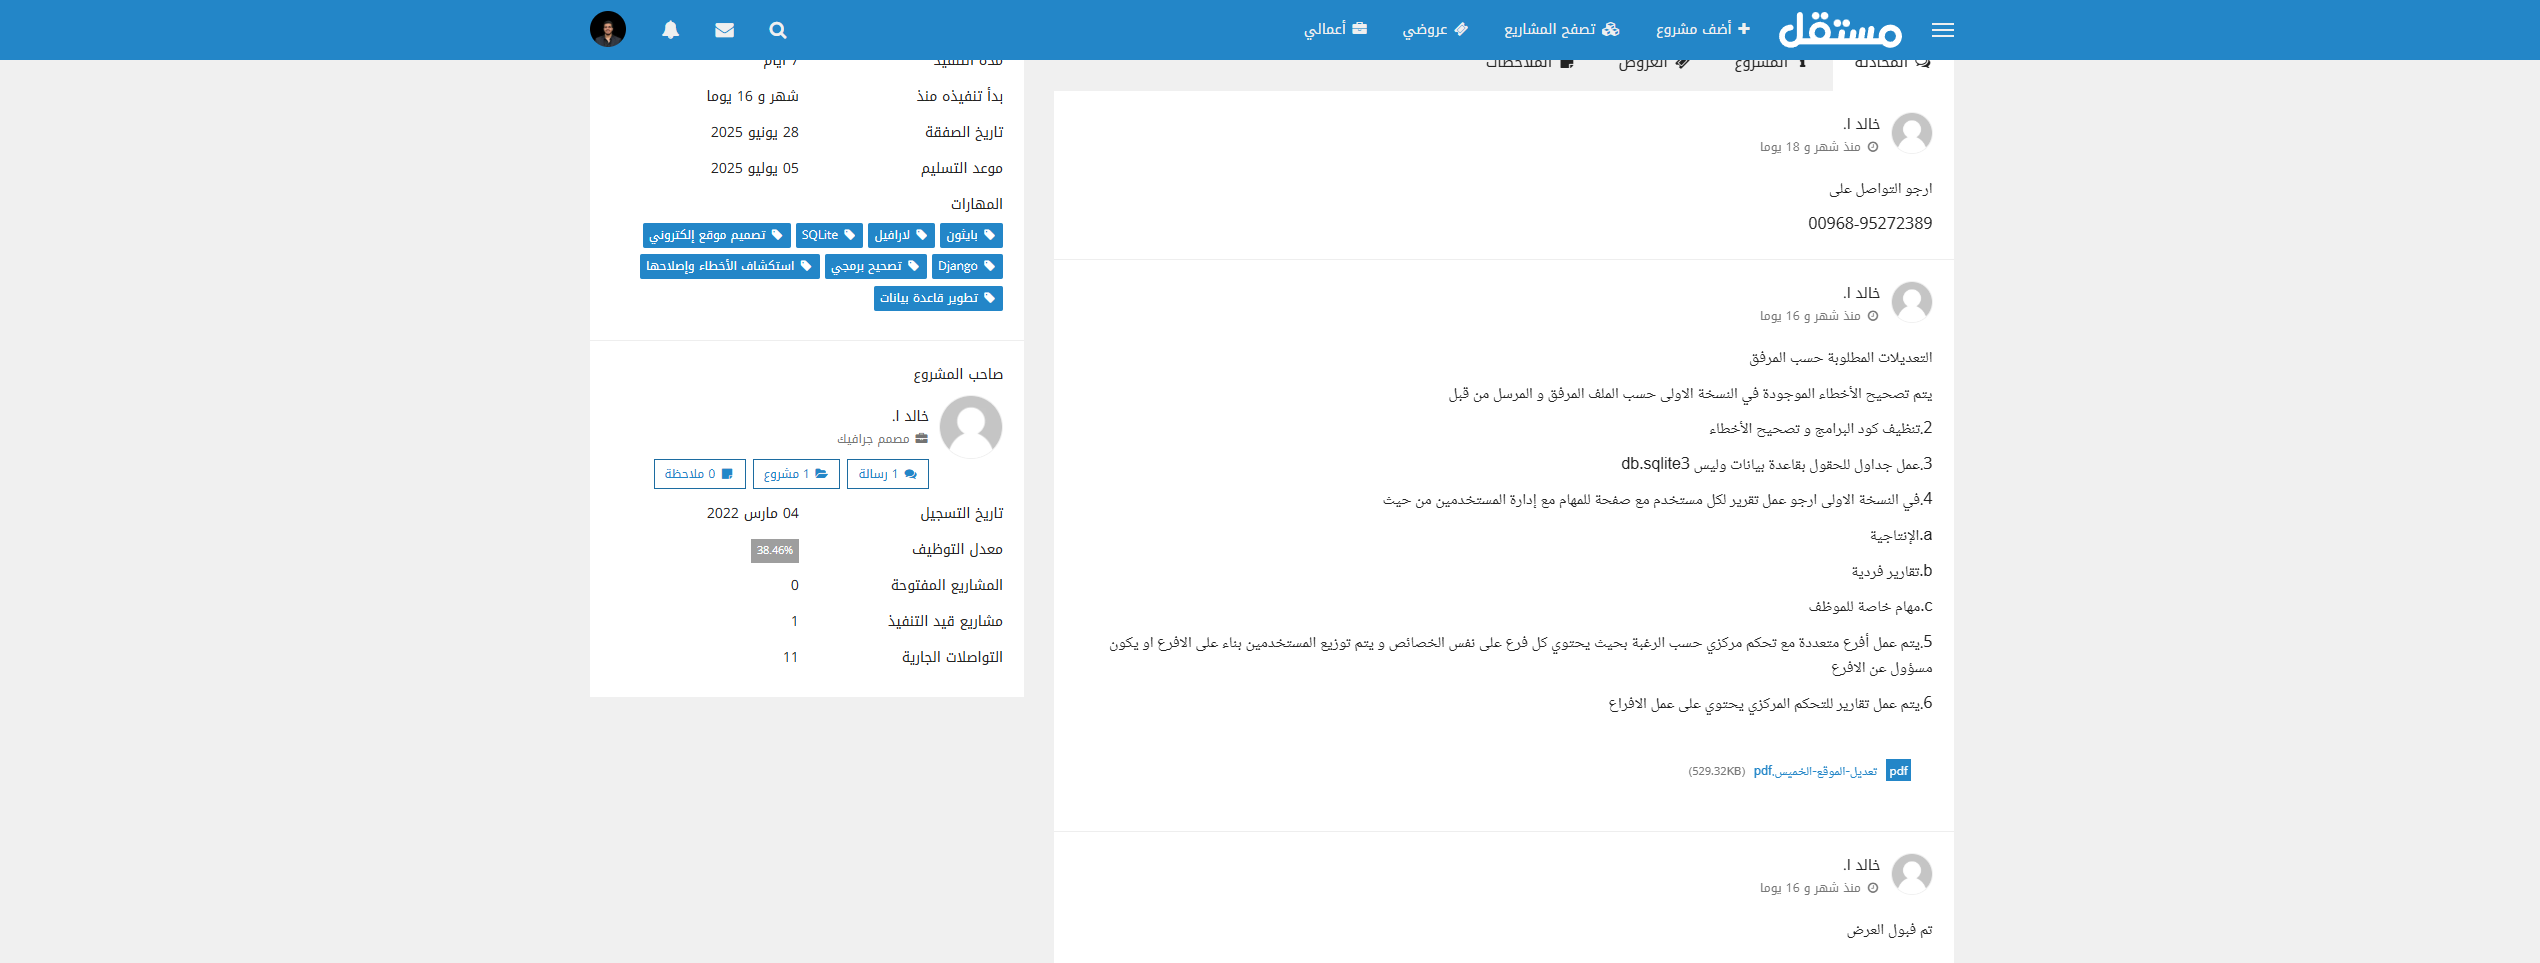 مستقل
أضف مشروع
تصفح المشاريع
عروضي
أعمالي
المحادثة
المشروع
العروض
الملاحظات
خالد ا.
منذ شهر و 18 يوما
ارجو التواصل على
00968-95272389
خالد ا.
منذ شهر و 16 يوما
التعديلات المطلوبة حسب المرفق
يتم تصحيح الأخطاء الموجودة في النسخة الاولى حسب الملف المرفق و المرسل من قبل
2.تنظيف كود البرامج و تصحيح الأخطاء
3.عمل جداول للحقول بقاعدة بيانات وليس db.sqlite3
4.في النسخة الاولى ارجو عمل تقرير لكل مستخدم مع صفحة للمهام مع إدارة المستخدمين من حيث
a.الإنتاجية
b.تقارير فردية
c.مهام خاصة للموظف
5.يتم عمل أفرع متعددة مع تحكم مركزي حسب الرغبة بحيث يحتوي كل فرع على نفس الخصائص و يتم توزيع المستخدمين بناء على الافرع او يكون
مسؤول عن الافرع
6.يتم عمل تقارير للتحكم المركزي يحتوي على عمل الافراع
pdf تعديل-الموقع-الخميس.pdf (529.32KB)
خالد ا.
منذ شهر و 16 يوما
تم قبول العرض
مدة التنفيذ 7 أيام
بدأ تنفيذه منذ شهر و 16 يوما
تاريخ الصفقة 28 يونيو 2025
موعد التسليم 05 يوليو 2025
المهارات
بايثون لارافيل SQLite تصميم موقع إلكتروني
Django تصحيح برمجي استكشاف الأخطاء وإصلاحها
تطوير قاعدة بيانات
صاحب المشروع
خالد ا.
مصمم جرافيك
1 رسالة 1 مشروع 0 ملاحظة
تاريخ التسجيل 04 مارس 2022
معدل التوظيف 38.46%
المشاريع المفتوحة 0
مشاريع قيد التنفيذ 1
التواصلات الجارية 11